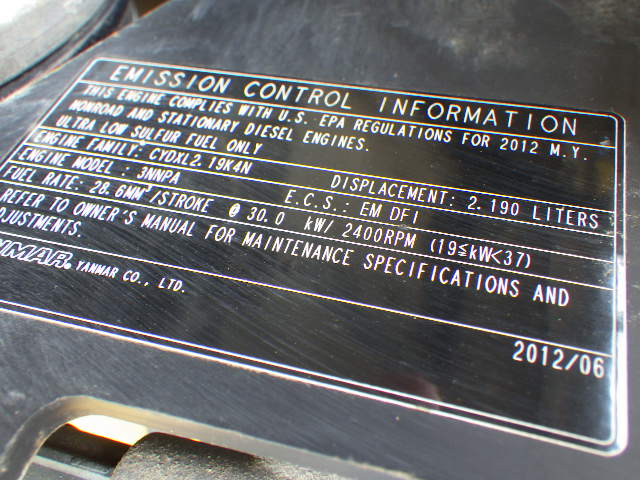 EMISSION CONTROL INFORMATION
THIS ENGINE COMPLIES WITH U.S. EPA REGULATIONS FOR 2012 M.Y.
NONROAD AND STATIONARY DIESEL ENGINES.
ULTRA LOW SULFUR FUEL ONLY
ENGINE FAMILY: CYDXL2.19K4N DISPLACEMENT: 2.190 LITERS
ENGINE MODEL : 3NNPA E.C.S.: EM DFI
FUEL RATE: 28.6MM³/STROKE @ 30.0 kW/ 2400RPM (19≦kW<37)
REFER TO OWNER'S MANUAL FOR MAINTENANCE SPECIFICATIONS AND
DJUSTMENTS.
NMAR. YANMAR CO., LTD.
2012/06